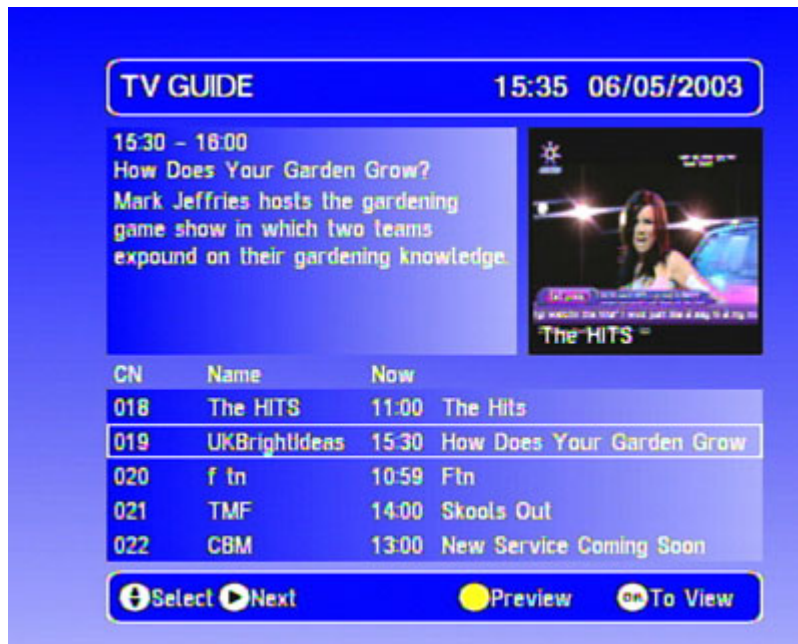 TV GUIDE 15:35 06/05/2003
15:30 - 16:00
How Does Your Garden Grow?
Mark Jeffries hosts the gardening
game show in which two teams
expound on their gardening knowledge.
The HITS
CN Name Now
018 The HITS 11:00 The Hits
019 UKBrightIdeas 15:30 How Does Your Garden Grow
020 f tn 10:59 Ftn
021 TMF 14:00 Skools Out
022 CBM 13:00 New Service Coming Soon
Select Next Preview OK To View